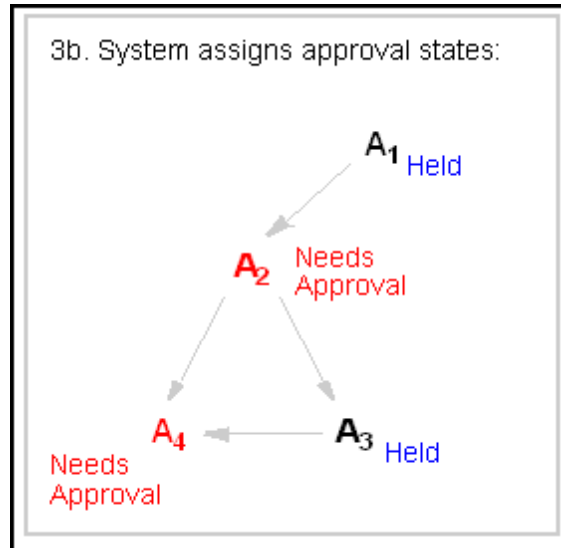 3b. System assigns approval states:
A₁ Held
A₂ Needs
Approval
A₄
Needs
Approval
A₃ Held